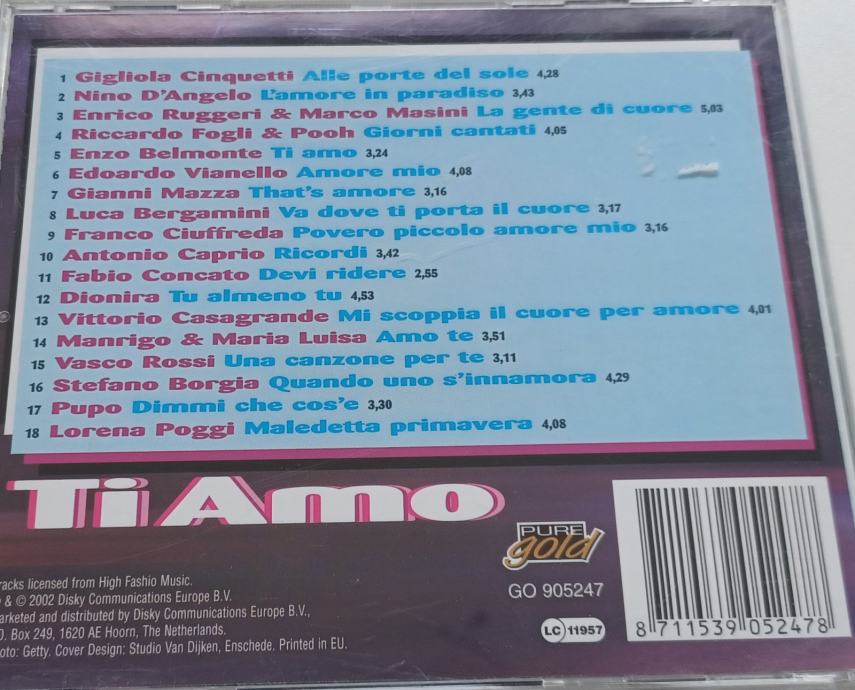 1 Gigliola Cinquetti Alle porte del sole 4,28
2 Nino D'Angelo L'amore in paradiso 3,43
3 Enrico Ruggeri & Marco Masini La gente di cuore 5,03
4 Riccardo Fogli & Pooh Giorni cantati 4,05
5 Enzo Belmonte Ti amo 3,24
6 Edoardo Vianello Amore mio 4,08
7 Gianni Mazza That's amore 3,16
8 Luca Bergamini Va dove ti porta il cuore 3,17
9 Franco Ciuffreda Povero piccolo amore mio 3,16
10 Antonio Caprio Ricordi 3,42
11 Fabio Concato Devi ridere 2,55
12 Dionira Tu almeno tu 4,53
13 Vittorio Casagrande Mi scoppia il cuore per amore 4,01
14 Manrigo & Maria Luisa Amo te 3,51
15 Vasco Rossi Una canzone per te 3,11
16 Stefano Borgia Quando uno s'innamora 4,29
17 Pupo Dimmi che cos'e 3,30
18 Lorena Poggi Maledetta primavera 4,08
Ti Amo
PURE
gold
GO 905247
LC 11957
8 711539 052478
racks licensed from High Fashio Music.
& © 2002 Disky Communications Europe B.V.
arketed and distributed by Disky Communications Europe B.V.,
O. Box 249, 1620 AE Hoorn, The Netherlands.
oto: Getty. Cover Design: Studio Van Dijken, Enschede. Printed in EU.